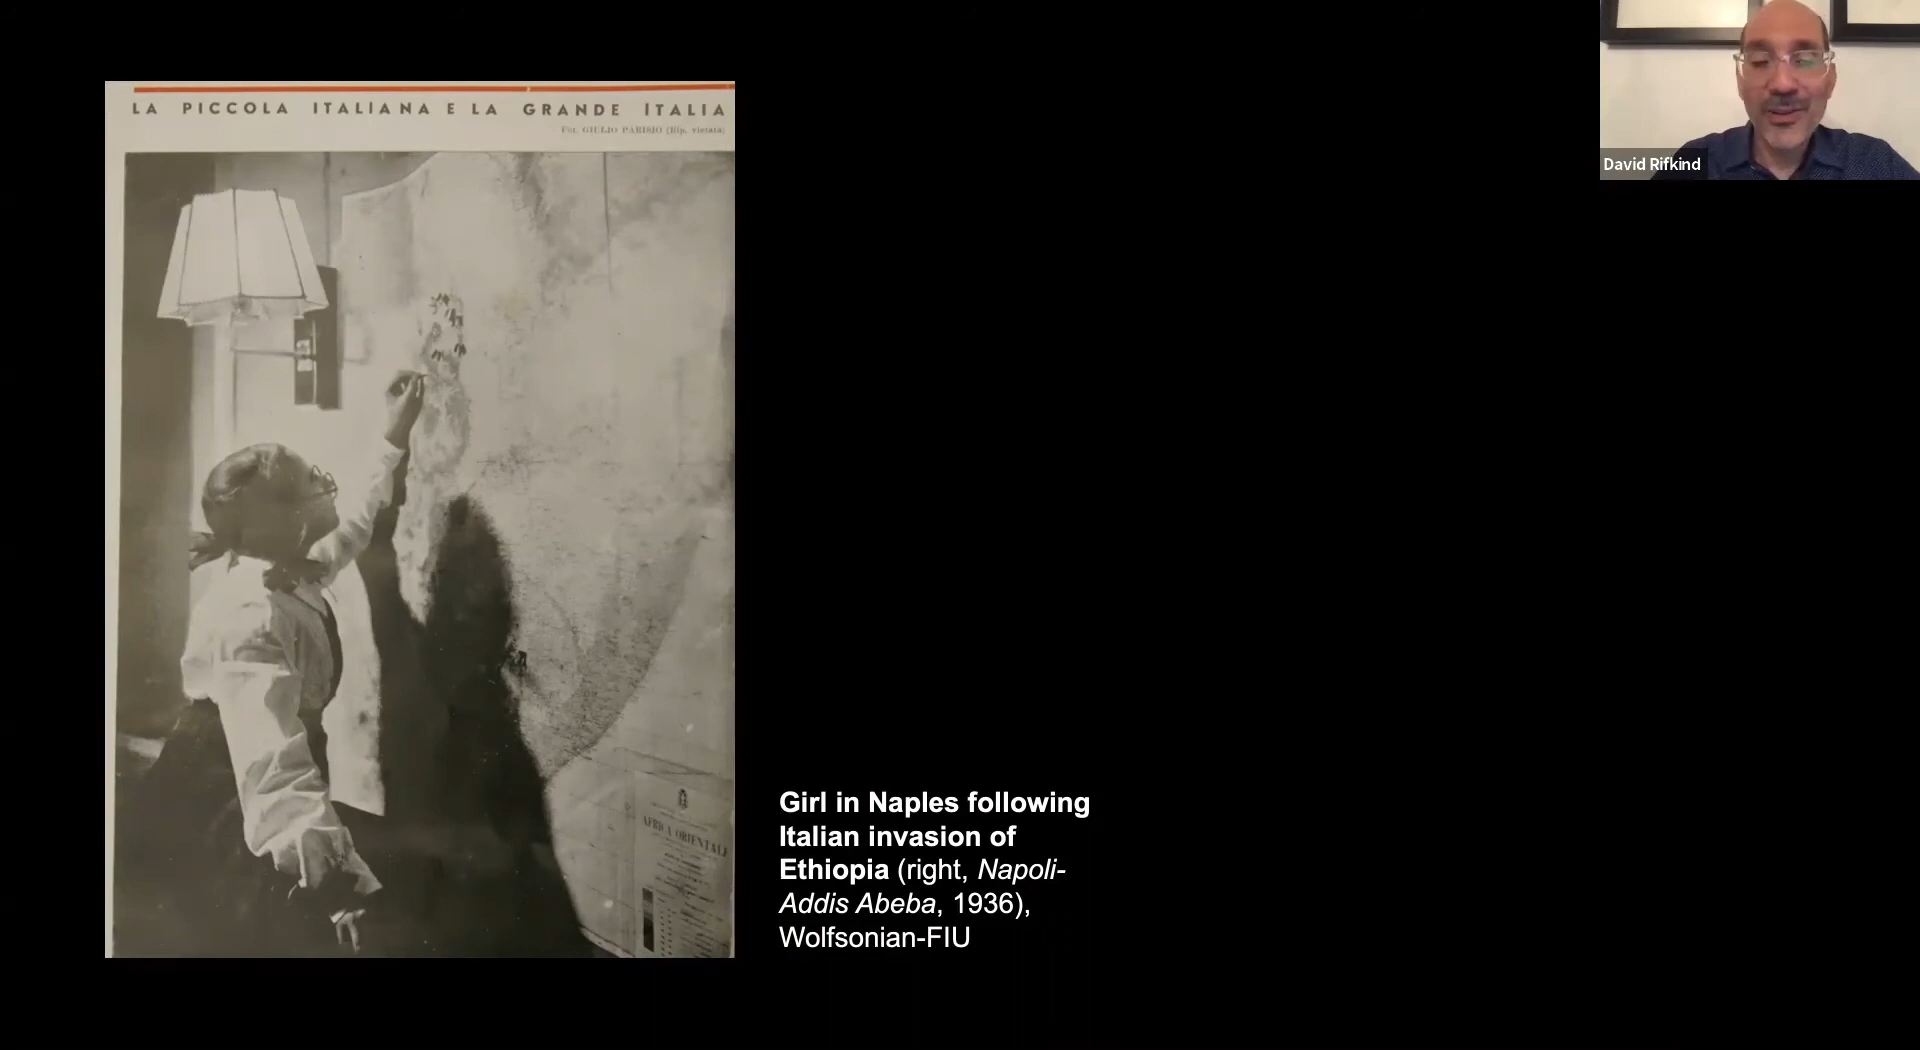 LA PICCOLA ITALIANA E LA GRANDE ITALIA
Fot. GIULIO PARISIO (Rip. vietata)
AFRICA ORIENTALE
Girl in Naples following
Italian invasion of
Ethiopia (right, Napoli-
Addis Abeba, 1936),
Wolfsonian-FIU
David Rifkind